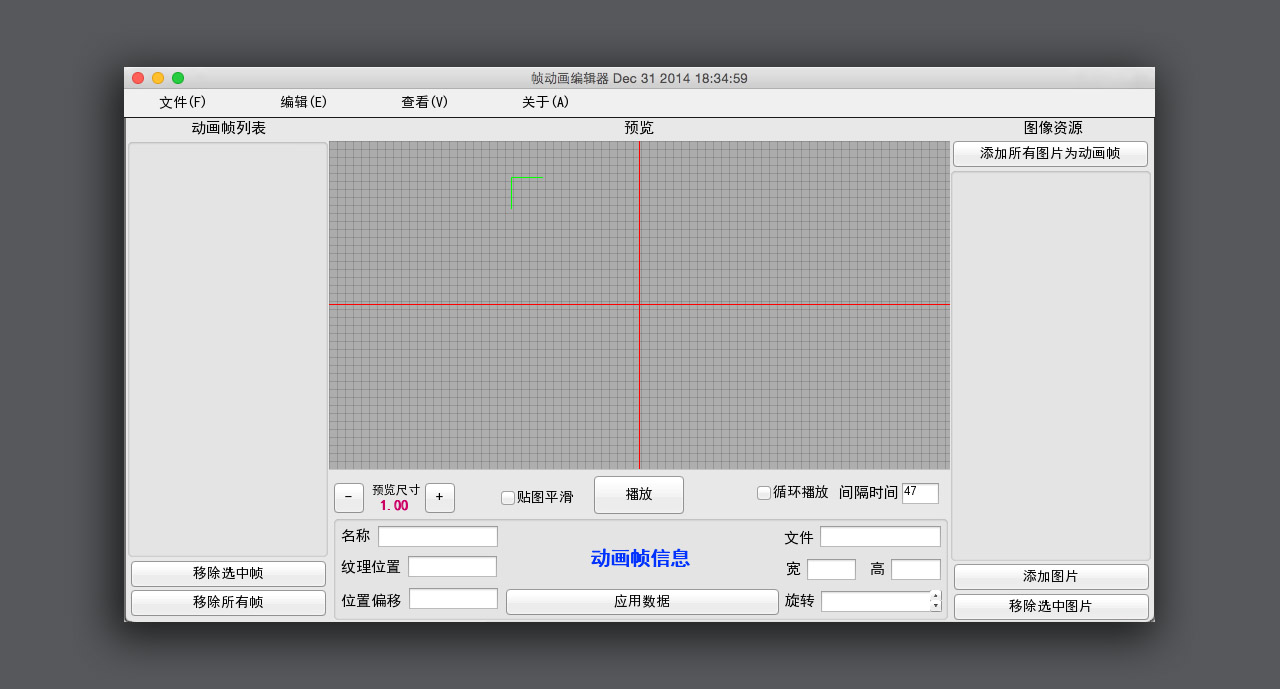 帧动画编辑器 Dec 31 2014 18:34:59
文件(F) 编辑(E) 查看(V) 关于(A)
动画帧列表
预览
图像资源
添加所有图片为动画帧
- 预览尺寸 +
1.00
贴图平滑
播放
循环播放 间隔时间 47
名称
纹理位置
位置偏移
动画帧信息
应用数据
文件
宽 高
旋转
移除选中帧
移除所有帧
添加图片
移除选中图片